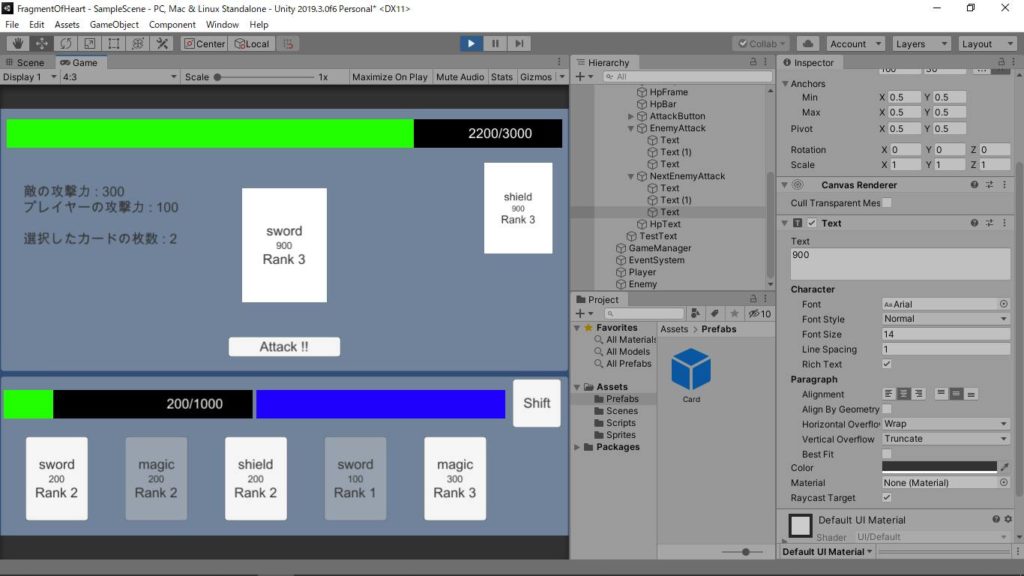 FragmentOfHeart - SampleScene - PC, Mac & Linux Standalone - Unity 2019.3.0f6 Personal* <DX11>
File Edit Assets GameObject Component Window Help
Center Local Collab Account Layers Layout
Scene Game
Display 1 4:3 Scale 1x Maximize On Play Mute Audio Stats Gizmos
2200/3000
敵の攻撃力 : 300
プレイヤーの攻撃力 : 100
選択したカードの枚数 : 2
sword
900
Rank 3
shield
900
Rank 3
Attack !!
200/1000
Shift
sword
200
Rank 2
magic
200
Rank 2
shield
200
Rank 2
sword
100
Rank 1
magic
300
Rank 3
Hierarchy
All
HpFrame
HpBar
AttackButton
EnemyAttack
Text
Text (1)
Text
NextEnemyAttack
Text
Text (1)
Text
HpText
TestText
GameManager
EventSystem
Player
Enemy
Project
10
Favorites
All Materials
All Models
All Prefabs
Assets
Prefabs
Scenes
Scripts
Sprites
Packages
Assets > Prefabs
Card
Inspector
Anchors
Min X 0.5 Y 0.5
Max X 0.5 Y 0.5
Pivot X 0.5 Y 0.5
Rotation X 0 Y 0 Z 0
Scale X 1 Y 1 Z 1
Canvas Renderer
Cull Transparent Mes
Text
Text
900
Character
Font Arial
Font Style Normal
Font Size 14
Line Spacing 1
Rich Text
Paragraph
Alignment
Align By Geometry
Horizontal Overflo Wrap
Vertical Overflow Truncate
Best Fit
Color
Material None (Material)
Raycast Target
Default UI Material
Shader UI/Default
Default UI Material